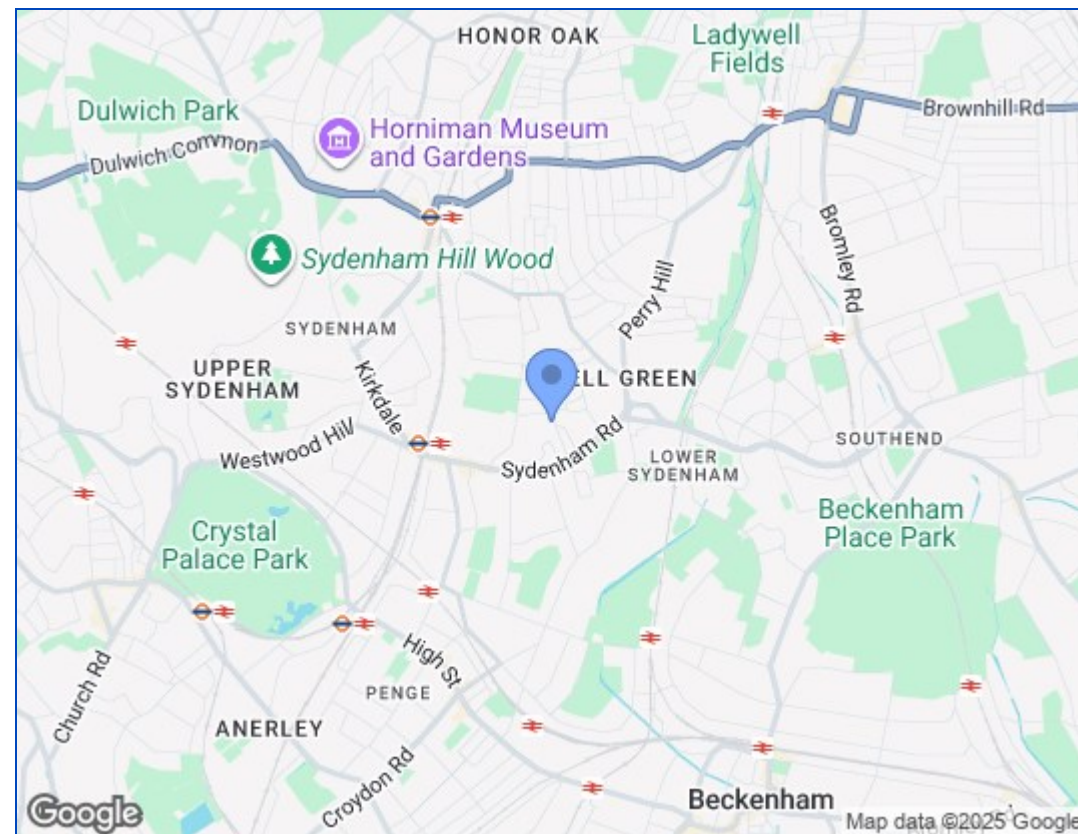 HONOR OAK
Ladywell
Fields
Dulwich Park
Brownhill Rd
Horniman Museum
and Gardens
Dulwich Common
Sydenham Hill Wood
Bromley Rd
Perry Hill
SYDENHAM
UPPER
SYDENHAM
Kirkdale
ELL GREEN
Westwood Hill
Sydenham Rd
SOUTHEND
LOWER
SYDENHAM
Crystal
Palace Park
Beckenham
Place Park
High St
Church Rd
PENGE
ANERLEY
Croydon Rd
Beckenham
Google
Map data ©2025 Google